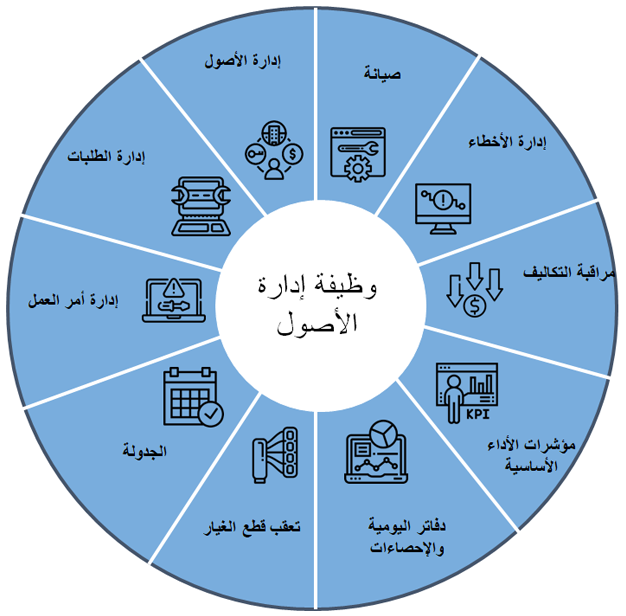 وظيفة إدارة
الأصول
صيانة
إدارة الأخطاء
مراقبة التكاليف
KPI
مؤشرات الأداء
الأساسية
دفاتر اليومية
والإحصاءات
تعقب قطع الغيار
الجدولة
إدارة أمر العمل
إدارة الطلبات
إدارة الأصول